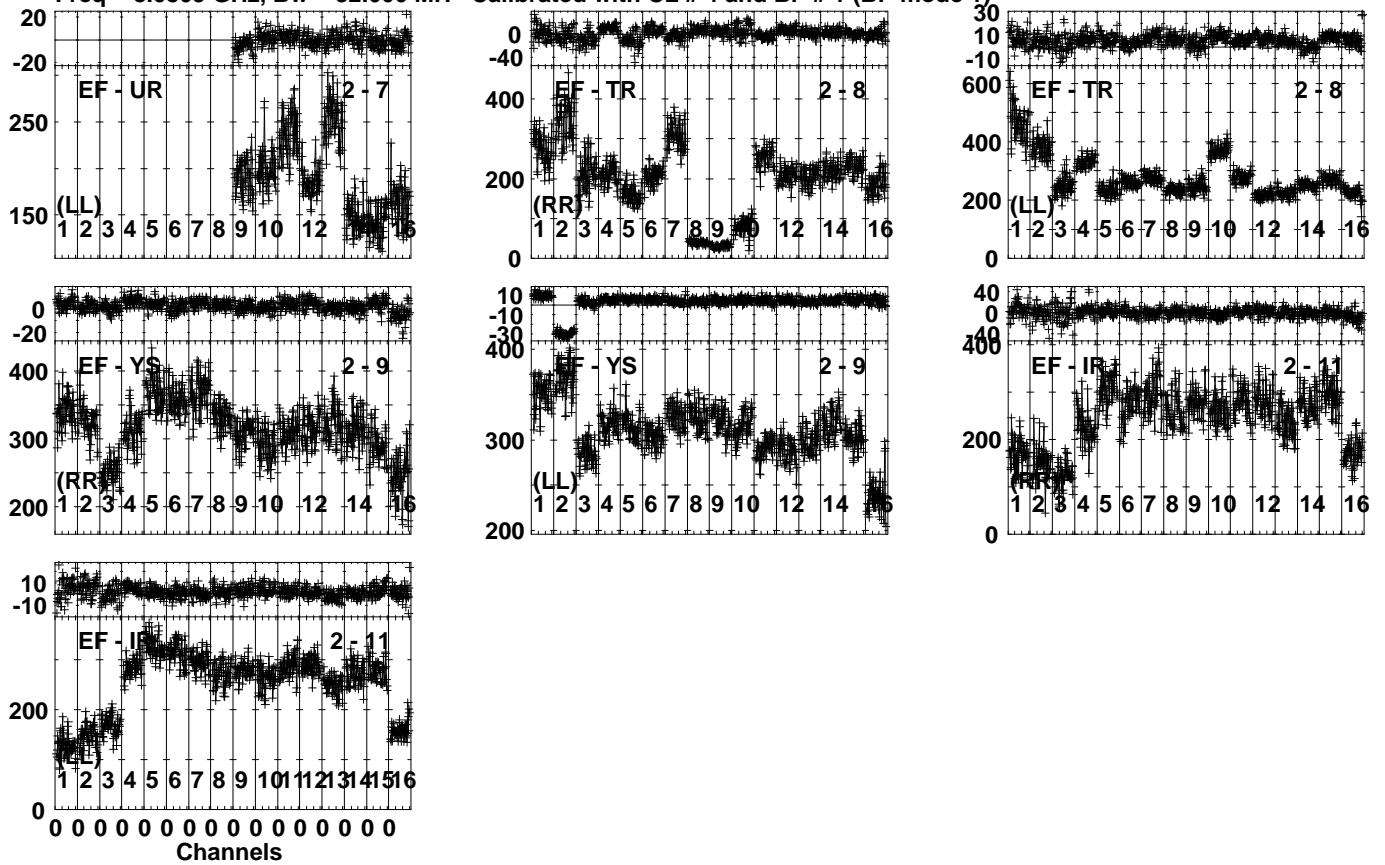 20
-20
EF - UR 2 - 7
250
150
(LL)
1 2 3 4 5 6 7 9 10 12 14 16
0
-40
EF - TR 2 - 8
400
200
0
(RR)
1 2 3 4 5 6 7 8 9 10 12 14 16
30
10
-10
EF - TR 2 - 8
600
400
200
0
(LL)
1 2 3 4 5 6 7 8 9 10 12 14 16
0
-20
EF - YS 2 - 9
400
300
200
(RR)
1 2 3 4 5 6 7 8 9 10 12 14 16
10
-10
-30
EF - YS 2 - 9
400
300
200
(LL)
1 2 3 4 5 6 7 8 9 10 12 14 16
40
0
-40
EF - IR 2 - 11
400
200
0
(RR)
1 2 3 4 5 6 7 8 9 10 12 14 16
10
-10
EF - IR 2 - 11
200
0
(LL)
1 2 3 4 5 6 7 8 9 10 11 12 13 14 15 16
0 0 0 0 0 0 0 0 0 0 0 0 0 0 0 0
Channels